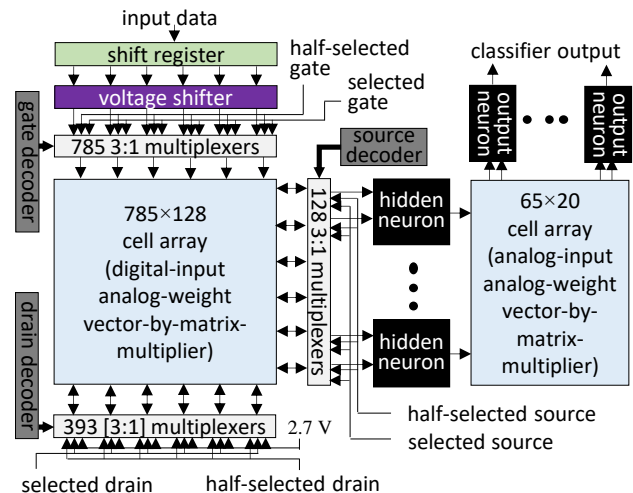 input data
shift register
voltage shifter
half-selected
gate
selected
gate
gate decoder
785 3:1 multiplexers
source
decoder
classifier output
output
neuron
output
neuron
785×128
cell array
(digital-input
analog-weight
vector-by-matrix-
multiplier)
128 3:1 multiplexers
hidden
neuron
hidden
neuron
65×20
cell array
(analog-input
analog-weight
vector-by-
matrix-
multiplier)
drain decoder
393 [3:1] multiplexers
2.7 V
half-selected source
selected source
selected drain
half-selected drain